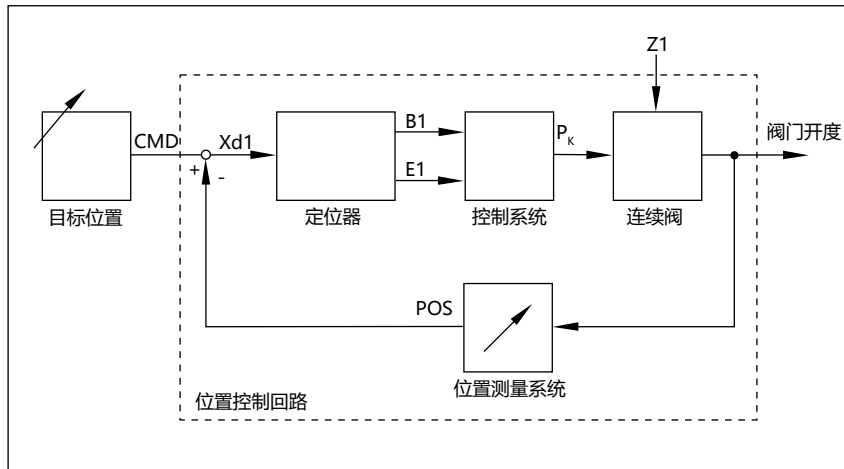 Z1
CMD
Xd1
B1
E1
P K
阀门开度
+
-
目标位置
定位器
控制系统
连续阀
POS
位置测量系统
位置控制回路